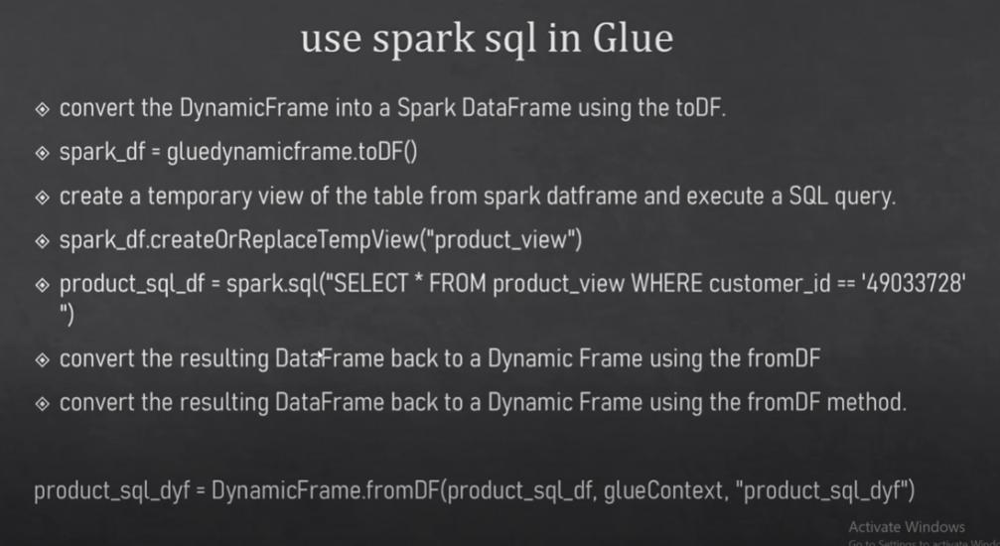 use spark sql in Glue
convert the DynamicFrame into a Spark DataFrame using the toDF.
spark_df = gluedynamicframe.toDF()
create a temporary view of the table from spark datframe and execute a SQL query.
spark_df.createOrReplaceTempView("product_view")
product_sql_df = spark.sql("SELECT * FROM product_view WHERE customer_id == '49033728'
")
convert the resulting DataFrame back to a Dynamic Frame using the fromDF
convert the resulting DataFrame back to a Dynamic Frame using the fromDF method.
product_sql_dyf = DynamicFrame.fromDF(product_sql_df, glueContext, "product_sql_dyf")
Activate Windows
Go to Settings to activate Wind